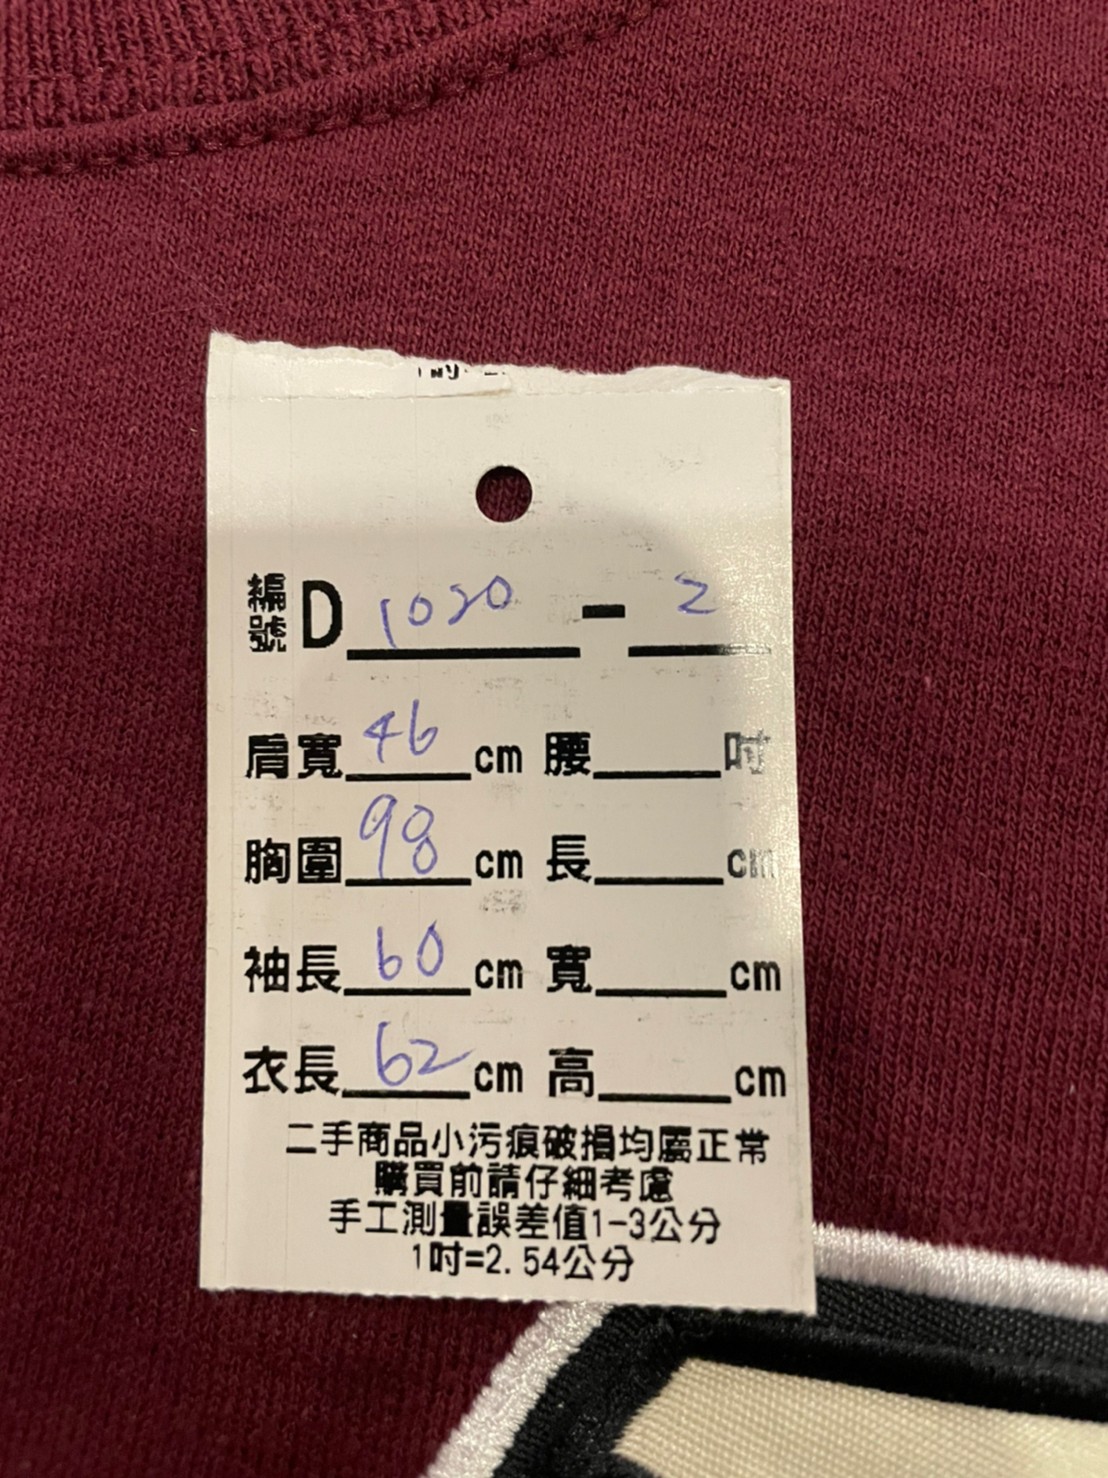 編號 D 1020 - 2
肩寬 46 cm 腰 吋
胸圍 98 cm 長 cm
袖長 60 cm 寬 cm
衣長 62 cm 高 cm
二手商品小污痕破損均屬正常
購買前請仔細考慮
手工測量誤差值1-3公分
1吋=2.54公分